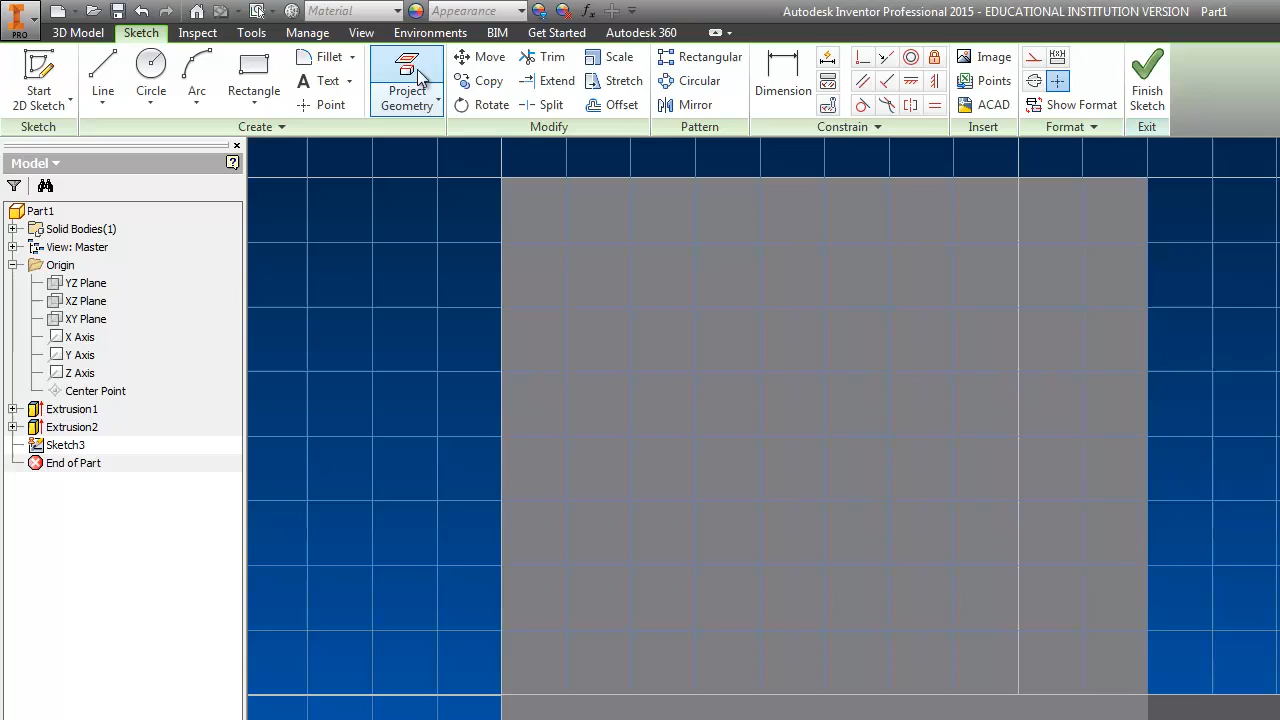 Material
Appearance
Autodesk Inventor Professional 2015 - EDUCATIONAL INSTITUTION VERSION Part1
PRO
3D Model Sketch Inspect Tools Manage View Environments BIM Get Started Autodesk 360
Start
2D Sketch
Line
Circle
Arc
Rectangle
Fillet
Text
Point
Project
Geometry
Move
Copy
Rotate
Trim
Extend
Split
Scale
Stretch
Offset
Rectangular
Circular
Mirror
Dimension
Image
Points
ACAD
Show Format
Finish
Sketch
Sketch Create Modify Pattern Constrain Insert Format Exit
Model
Part1
Solid Bodies(1)
View: Master
Origin
YZ Plane
XZ Plane
XY Plane
X Axis
Y Axis
Z Axis
Center Point
Extrusion1
Extrusion2
Sketch3
End of Part